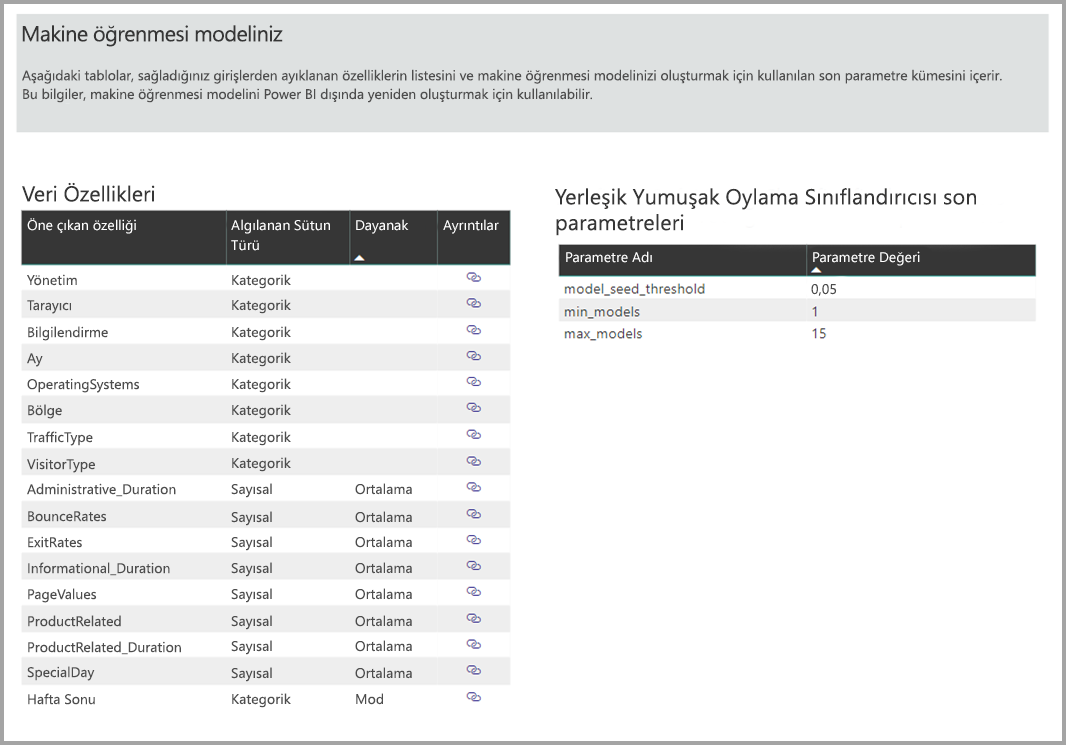 Makine öğrenmesi modeliniz
Aşağıdaki tablolar, sağladığınız girişlerden ayıklanan özelliklerin listesini ve makine öğrenmesi modelinizi oluşturmak için kullanılan son parametre kümesini içerir.
Bu bilgiler, makine öğrenmesi modelini Power BI dışında yeniden oluşturmak için kullanılabilir.
Veri Özellikleri
Öne çıkan özelliği Algılanan Sütun Türü Dayanak Ayrıntılar
Yönetim Kategorik
Tarayıcı Kategorik
Bilgilendirme Kategorik
Ay Kategorik
OperatingSystems Kategorik
Bölge Kategorik
TrafficType Kategorik
VisitorType Kategorik
Administrative_Duration Sayısal Ortalama
BounceRates Sayısal Ortalama
ExitRates Sayısal Ortalama
Informational_Duration Sayısal Ortalama
PageValues Sayısal Ortalama
ProductRelated Sayısal Ortalama
ProductRelated_Duration Sayısal Ortalama
SpecialDay Sayısal Ortalama
Hafta Sonu Kategorik Mod
Yerleşik Yumuşak Oylama Sınıflandırıcısı son
parametreleri
Parametre Adı Parametre Değeri
model_seed_threshold 0,05
min_models 1
max_models 15